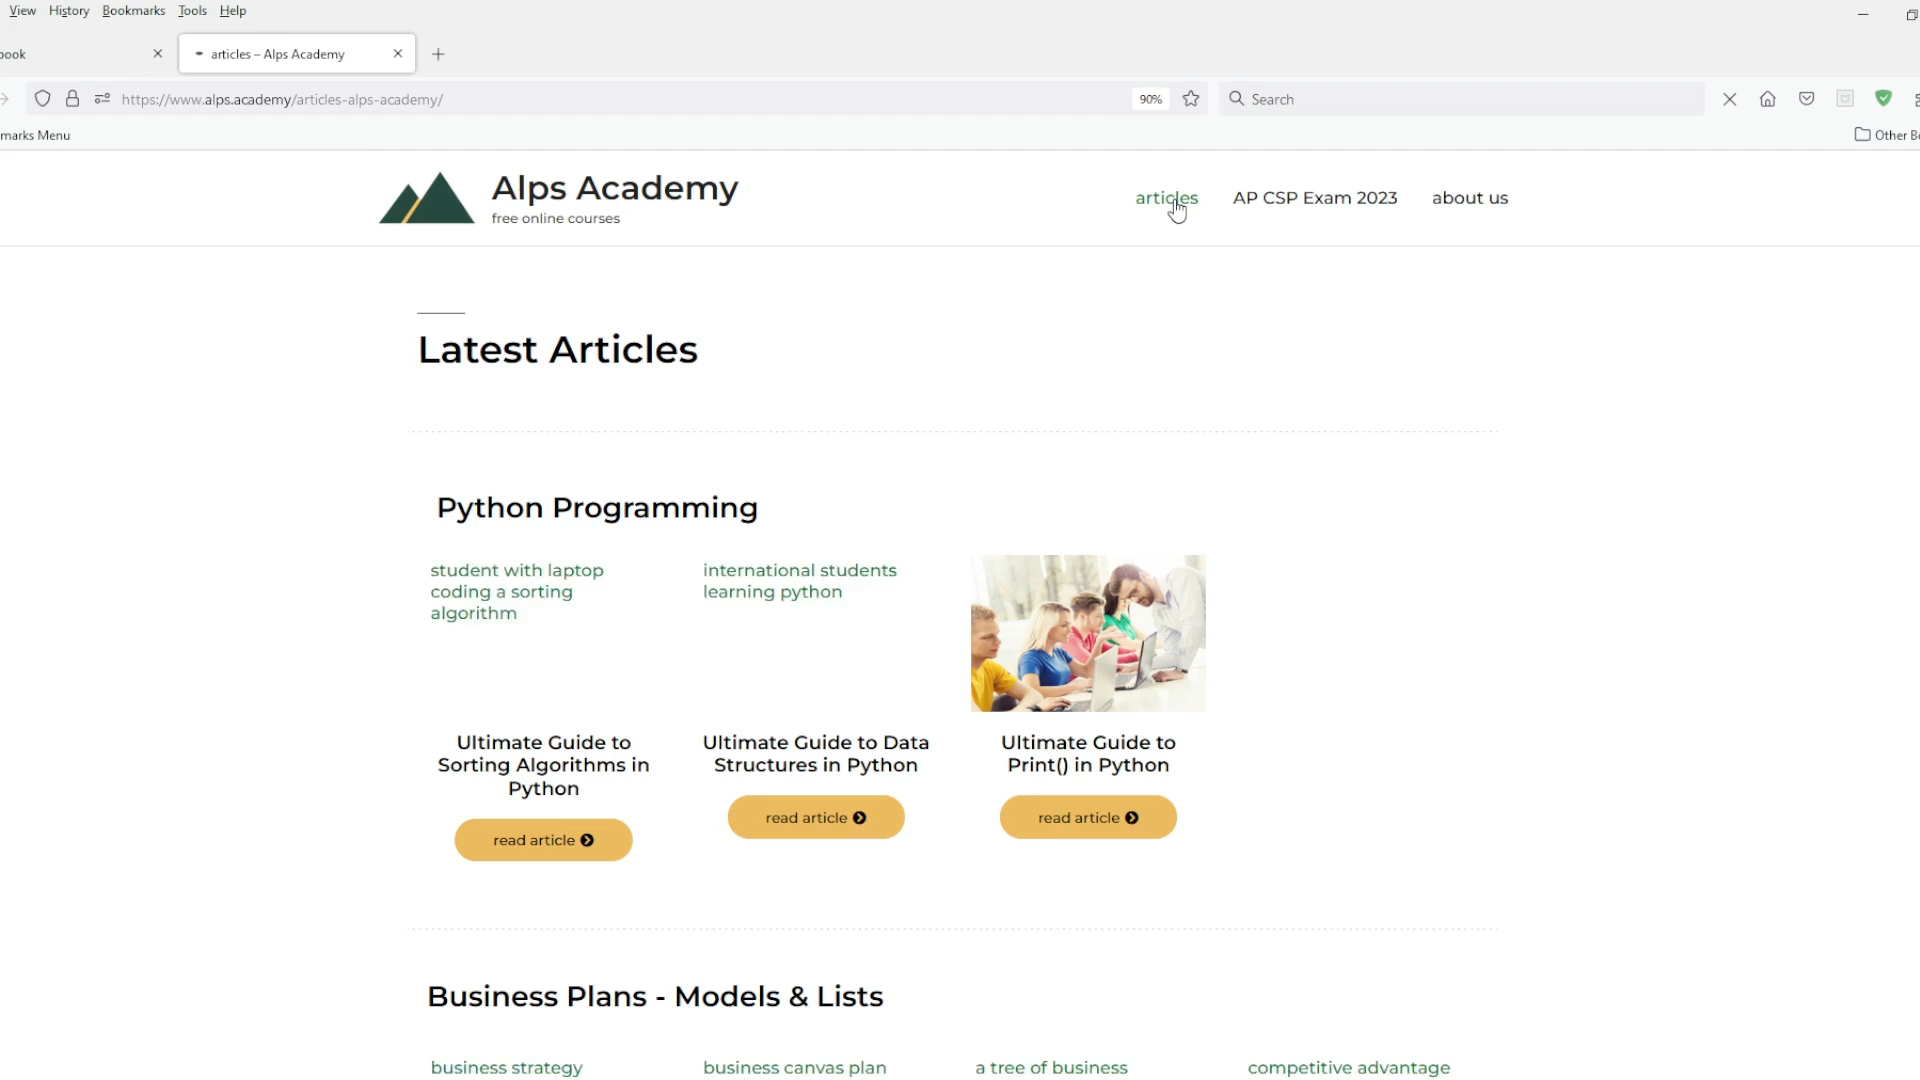 View History Bookmarks Tools Help
articles – Alps Academy
https://www.alps.academy/articles-alps-academy/ 90% Search
marks Menu
Other
Alps Academy
free online courses
articles AP CSP Exam 2023 about us
Latest Articles
Python Programming
student with laptop
coding a sorting
algorithm
international students
learning python
Ultimate Guide to
Sorting Algorithms in
Python
read article
Ultimate Guide to Data
Structures in Python
read article
Ultimate Guide to
Print() in Python
read article
Business Plans - Models & Lists
business strategy
business canvas plan
a tree of business
competitive advantage